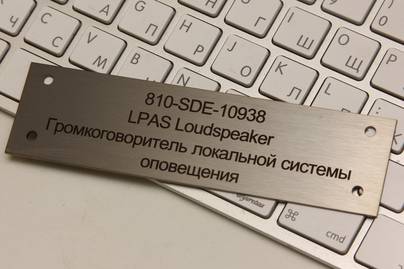 810-SDE-10938
LPAS Loudspeaker
Громкоговоритель локальной системы
оповещения
Г
О
Л
Ш
Щ
Д
Ж
Ч
С
М
А
П
И
cmd
⌘